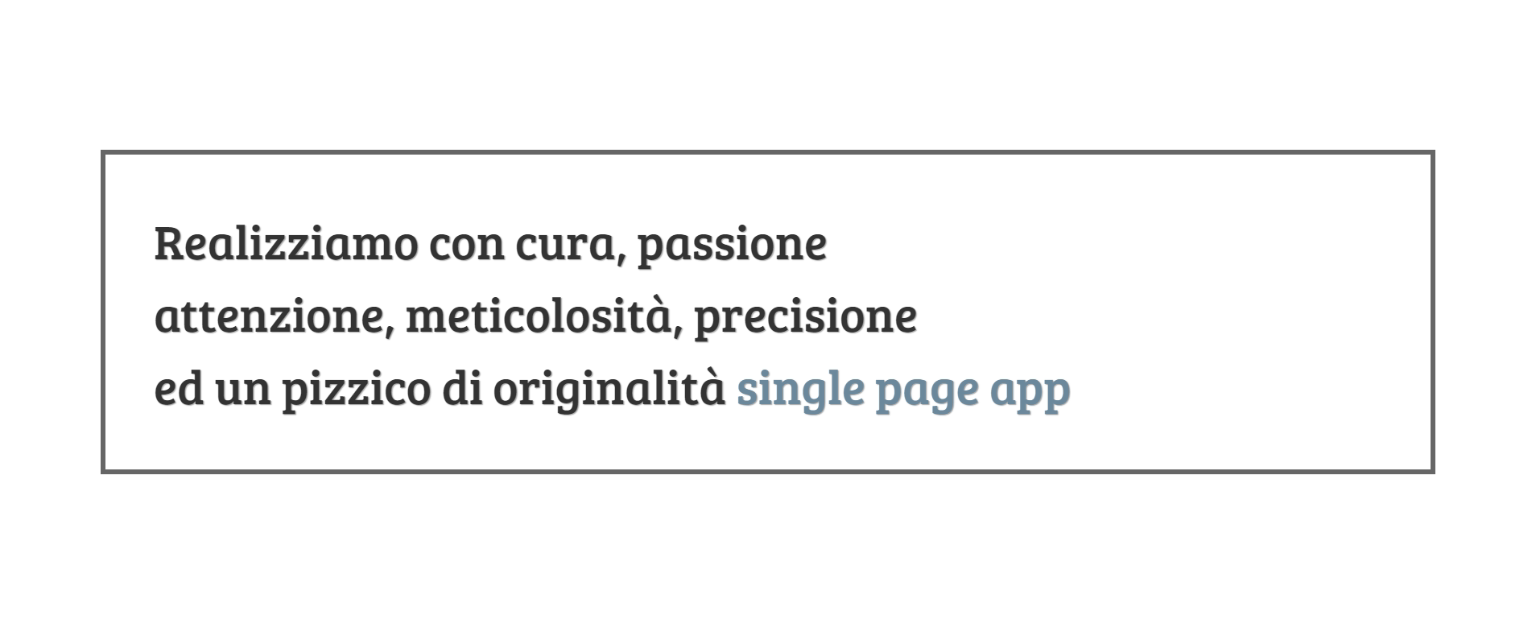 Realizziamo con cura, passione
attenzione, meticolosità, precisione
ed un pizzico di originalità single page app